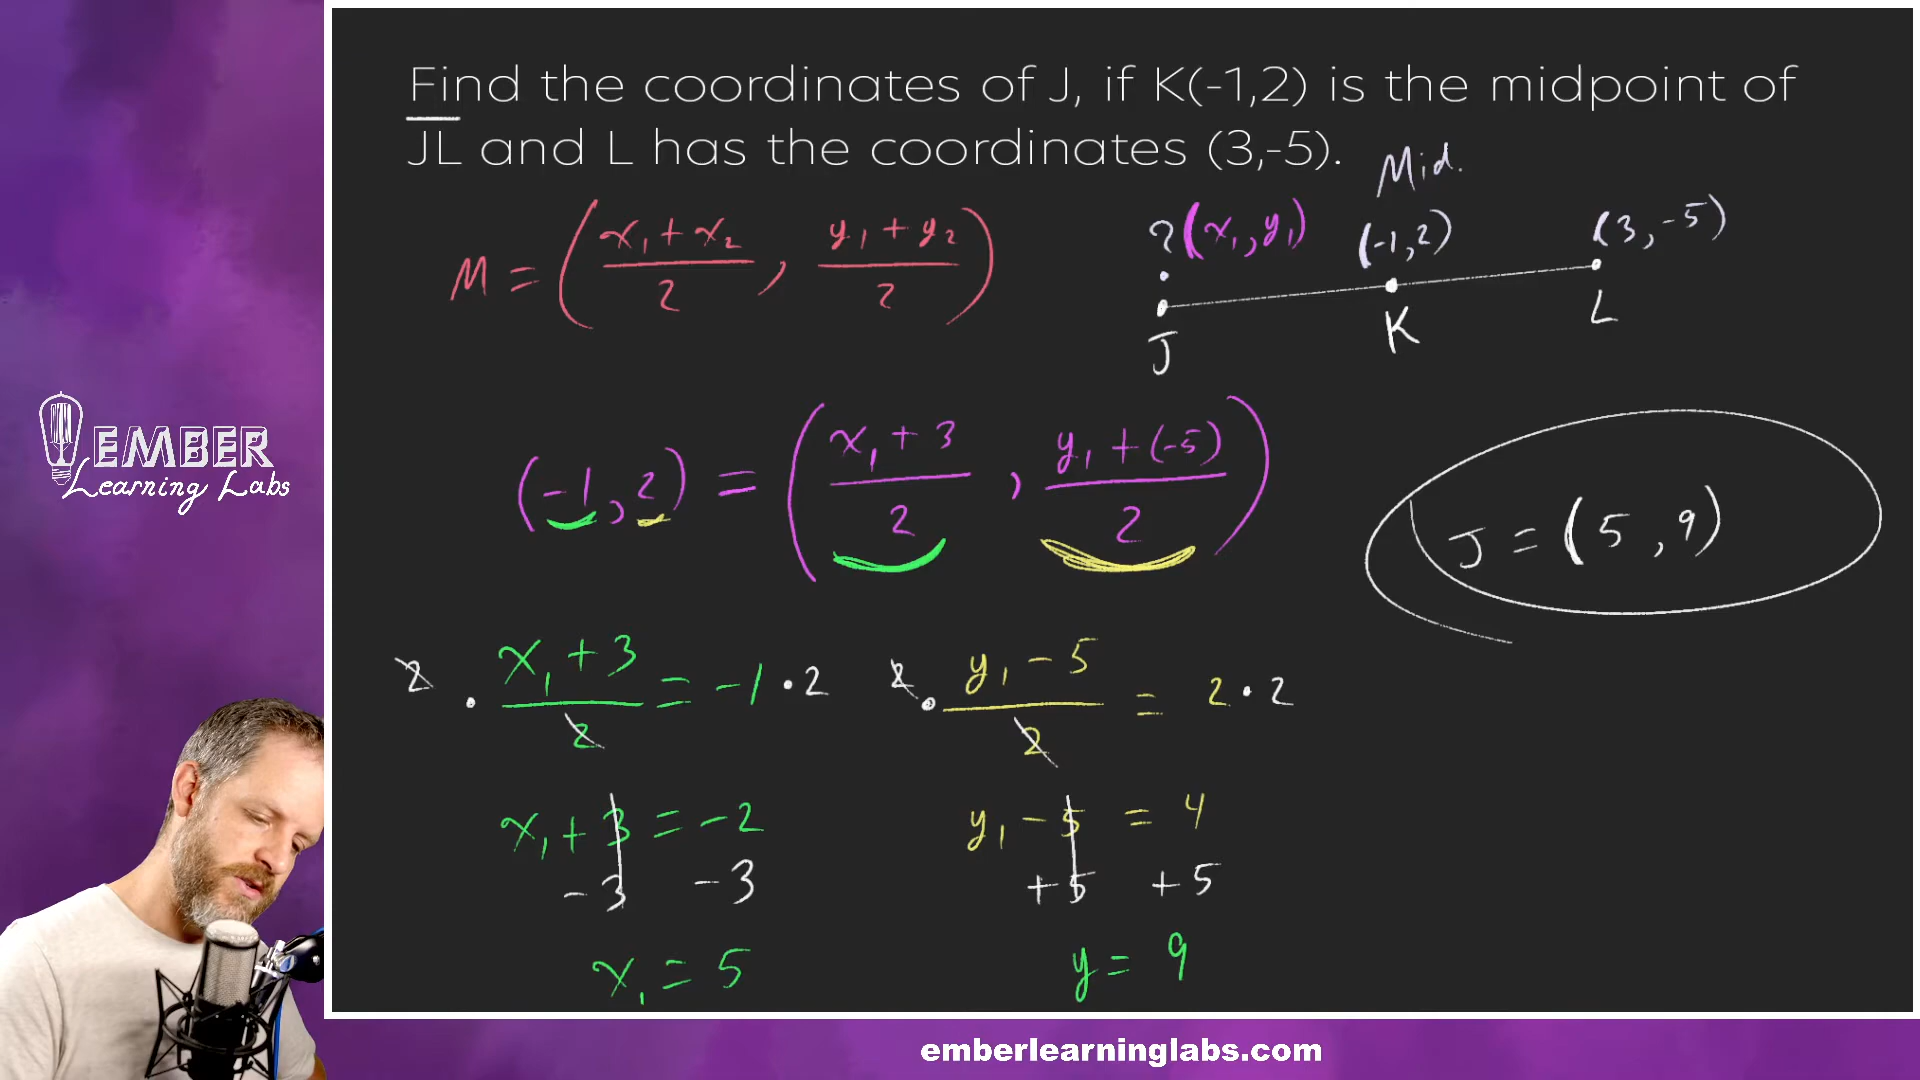 Find the coordinates of J, if K(-1,2) is the midpoint of
JL and L has the coordinates (3,-5).
Mid.
M = ( x₁ + x₂ / 2 , y₁ + y₂ / 2 )
? (x₁, y₁) (-1,2) (3,-5)
J K L
EMBER
Learning Labs
(-1, 2) = ( x₁ + 3 / 2 , y₁ + (-5) / 2 )
J = (5, 9)
2 · x₁ + 3 / 2 = -1 · 2
2 · y₁ - 5 / 2 = 2 · 2
x₁ + 3 = -2
-3 -3
x₁ = 5
y₁ - 5 = 4
+5 +5
y = 9
emberlearninglabs.com